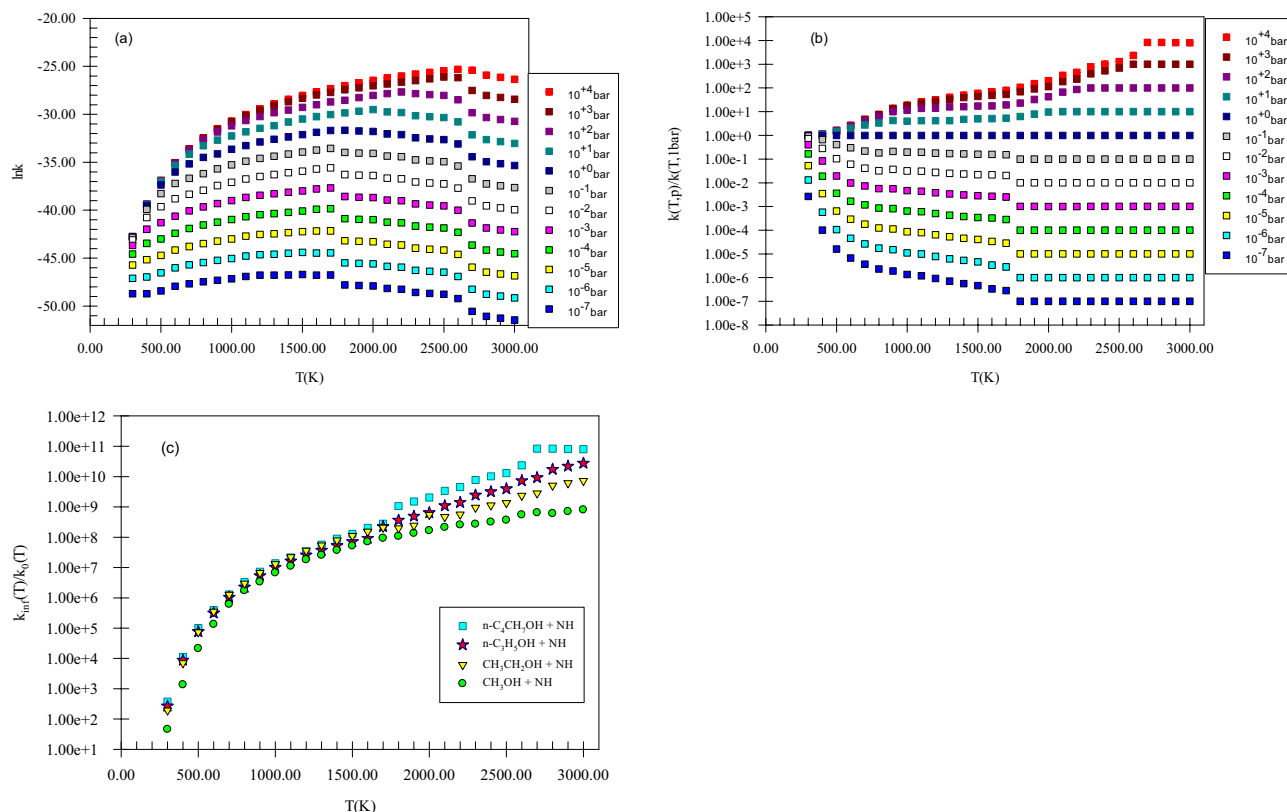 -20.00
-25.00
-30.00
-35.00
-40.00
-45.00
-50.00
lnk
(a)
0.00 500.00 1000.00 1500.00 2000.00 2500.00 3000.00
T(K)
10+4bar
10+3bar
10+2bar
10+1bar
10+0bar
10-1bar
10-2bar
10-3bar
10-4bar
10-5bar
10-6bar
10-7bar
1.00e+5
1.00e+4
1.00e+3
1.00e+2
1.00e+1
1.00e+0
1.00e-1
1.00e-2
1.00e-3
1.00e-4
1.00e-5
1.00e-6
1.00e-7
1.00e-8
k(T,p)/k(T,1bar)
(b)
0.00 500.00 1000.00 1500.00 2000.00 2500.00 3000.00
T(K)
10+4bar
10+3bar
10+2bar
10+1bar
10+0bar
10-1bar
10-2bar
10-3bar
10-4bar
10-5bar
10-6bar
10-7bar
1.00e+12
1.00e+11
1.00e+10
1.00e+9
1.00e+8
1.00e+7
1.00e+6
1.00e+5
1.00e+4
1.00e+3
1.00e+2
1.00e+1
kinf(T)/k0(T)
(c)
n-C4CH7OH + NH
n-C3H5OH + NH
CH3CH2OH + NH
CH3OH + NH
0.00 500.00 1000.00 1500.00 2000.00 2500.00 3000.00
T(K)